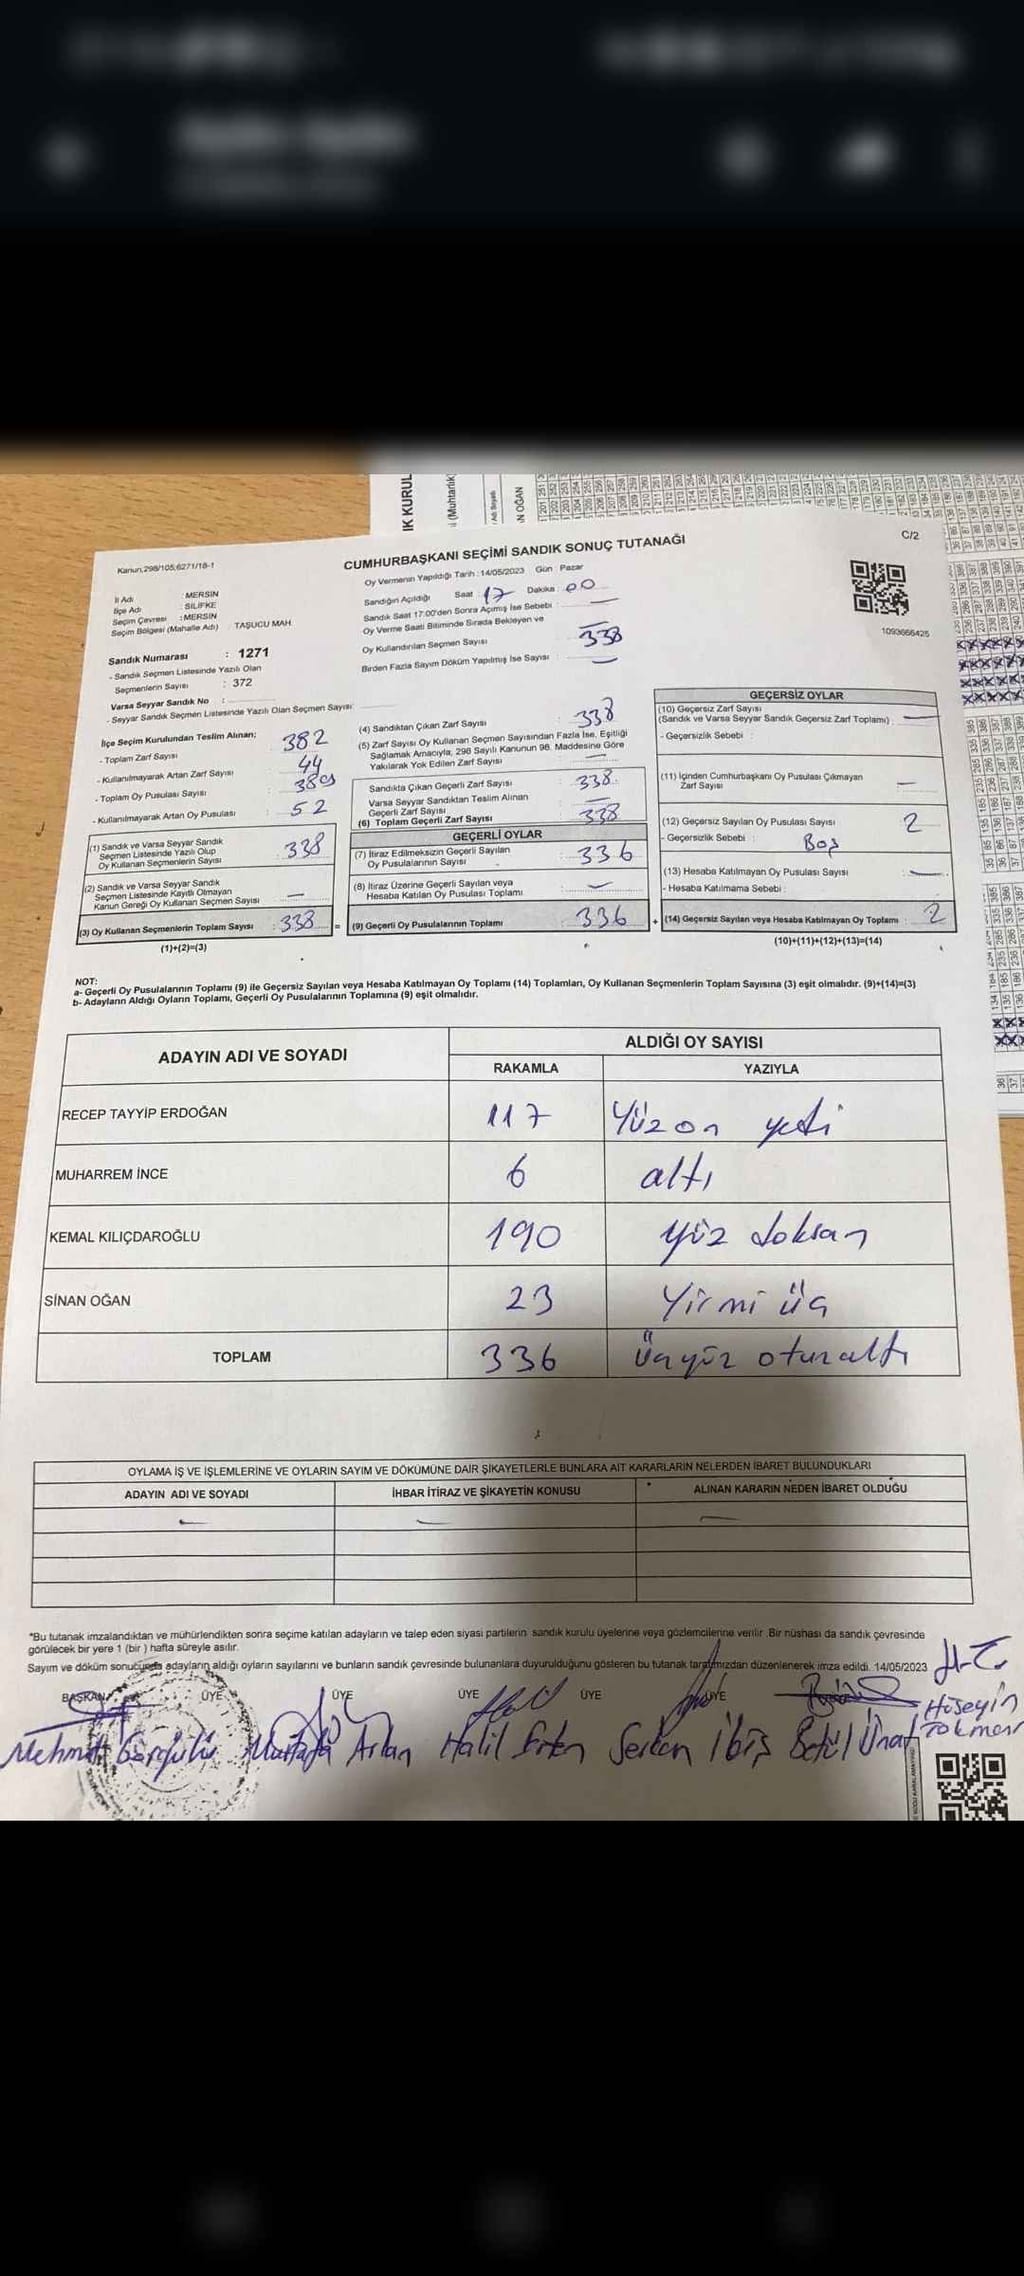 IK KURUL
i (Muhtarlık
Adı Soyadı
N OĞAN
C/2
Kanun;298/105,6271/18-1
CUMHURBAŞKANI SEÇİMİ SANDIK SONUÇ TUTANAĞI
Oy Vermenin Yapıldığı Tarih : 14/05/2023 Gün : Pazar
İl Adı : MERSİN
İlçe Adı : SİLİFKE
Seçim Çevresi : MERSİN
Seçim Bölgesi (Mahalle Adı) TAŞUCU MAH.
Sandığın Açıldığı Saat : 17 Dakika : 00
Sandık Saat 17:00'den Sonra Açılmış İse Sebebi : —
Oy Verme Saati Bitiminde Sırada Bekleyen ve
Oy Kullandırılan Seçmen Sayısı —
338
Birden Fazla Sayım Döküm Yapılmış İse Sayısı : —
1093666425
Sandık Numarası : 1271
- Sandık Seçmen Listesinde Yazılı Olan
Seçmenlerin Sayısı : 372
Varsa Seyyar Sandık No :
- Seyyar Sandık Seçmen Listesinde Yazılı Olan Seçmen Sayısı:
İlçe Seçim Kurulundan Teslim Alınan;
- Toplam Zarf Sayısı : 382
- Kullanılmayarak Artan Zarf Sayısı : 44
- Toplam Oy Pusulası Sayısı :
- Kullanılmayarak Artan Oy Pusulası : 52
(1) Sandık ve Varsa Seyyar Sandık
Seçmen Listesinde Yazılı Olup
Oy Kullanan Seçmenlerin Sayısı : 338
(2) Sandık ve Varsa Seyyar Sandık
Seçmen Listesinde Kayıtlı Olmayan
Kanun Gereği Oy Kullanan Seçmen Sayısı —
(3) Oy Kullanan Seçmenlerin Toplam Sayısı : 338 =
(1)+(2)=(3)
(4) Sandıktan Çıkan Zarf Sayısı : 338
(5) Zarf Sayısı Oy Kullanan Seçmen Sayısından Fazla İse, Eşitliği
Sağlamak Amacıyla, 298 Sayılı Kanunun 98. Maddesine Göre
Yakılarak Yok Edilen Zarf Sayısı —
Sandıkta Çıkan Geçerli Zarf Sayısı : 338
Varsa Seyyar Sandıktan Teslim Alınan
Geçerli Zarf Sayısı —
(6) Toplam Geçerli Zarf Sayısı : 338
GEÇERLİ OYLAR
(7) İtiraz Edilmeksizin Geçerli Sayılan
Oy Pusulalarının Sayısı : 336
(8) İtiraz Üzerine Geçerli Sayılan veya
Hesaba Katılan Oy Pusulası Toplamı —
(9) Geçerli Oy Pusulalarının Toplamı : 336 +
GEÇERSİZ OYLAR
(10) Geçersiz Zarf Sayısı
(Sandık ve Varsa Seyyar Sandık Geçersiz Zarf Toplamı) : —
- Geçersizlik Sebebi :
(11) İçinden Cumhurbaşkanı Oy Pusulası Çıkmayan
Zarf Sayısı —
(12) Geçersiz Sayılan Oy Pusulası Sayısı : 2
- Geçersizlik Sebebi : Boş
(13) Hesaba Katılmayan Oy Pusulası Sayısı : —
- Hesaba Katılmama Sebebi :
(14) Geçersiz Sayılan veya Hesaba Katılmayan Oy Toplamı : 2
(10)+(11)+(12)+(13)=(14)
NOT:
a- Geçerli Oy Pusulalarının Toplamı (9) ile Geçersiz Sayılan veya Hesaba Katılmayan Oy Toplamı (14) Toplamları, Oy Kullanan Seçmenlerin Toplam Sayısına (3) eşit olmalıdır. (9)+(14)=(3)
b- Adayların Aldığı Oyların Toplamı, Geçerli Oy Pusulalarının Toplamına (9) eşit olmalıdır.
ADAYIN ADI VE SOYADI ALDIĞI OY SAYISI
RAKAMLA YAZIYLA
RECEP TAYYİP ERDOĞAN 117 Yüz on yedi
MUHARREM İNCE 6 altı
KEMAL KILIÇDAROĞLU 190 yüz doksan
SİNAN OĞAN 23 Yirmi üç
TOPLAM 336 üçyüz otuzaltı
OYLAMA İŞ VE İŞLEMLERİNE VE OYLARIN SAYIM VE DÖKÜMÜNE DAİR ŞİKAYETLERLE BUNLARA AİT KARARLARIN NELERDEN İBARET BULUNDUKLARI
ADAYIN ADI VE SOYADI İHBAR İTİRAZ VE ŞİKAYETİN KONUSU ALINAN KARARIN NEDEN İBARET OLDUĞU
— — —
*Bu tutanak imzalandıktan ve mühürlendikten sonra seçime katılan adayların ve talep eden siyasi partilerin sandık kurulu üyelerine veya gözlemcilerine verilir. Bir nüshası da sandık çevresinde
görülecek bir yere 1 (bir ) hafta süreyle asılır.
Sayım ve döküm sonucunda adayların aldığı oyların sayılarını ve bunların sandık çevresinde bulunanlara duyurulduğunu gösteren bu tutanak tarafımızdan düzenlenerek imza edildi. 14/05/2023
BAŞKAN ÜYE ÜYE ÜYE ÜYE ÜYE
Mehmet Görgülü Mustafa Arlan Halil Erten Serkan İbiş Betül Ünal Hüseyin
Tokmar